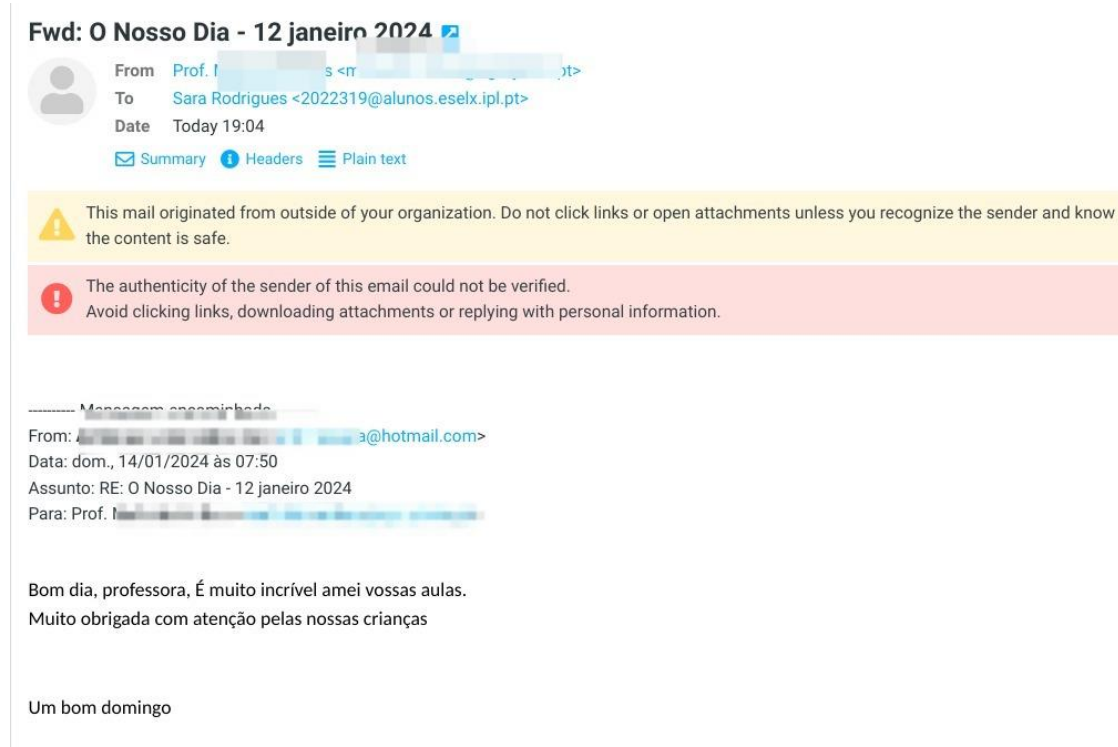 Fwd: O Nosso Dia - 12 janeiro 2024
From Prof.
To Sara Rodrigues <2022319@alunos.eselx.ipl.pt>
Date Today 19:04
Summary Headers Plain text
This mail originated from outside of your organization. Do not click links or open attachments unless you recognize the sender and know
the content is safe.
The authenticity of the sender of this email could not be verified.
Avoid clicking links, downloading attachments or replying with personal information.
---------- Mensagem encaminhada
From: a@hotmail.com>
Data: dom., 14/01/2024 às 07:50
Assunto: RE: O Nosso Dia - 12 janeiro 2024
Para: Prof.
Bom dia, professora, É muito incrível amei vossas aulas.
Muito obrigada com atenção pelas nossas crianças
Um bom domingo